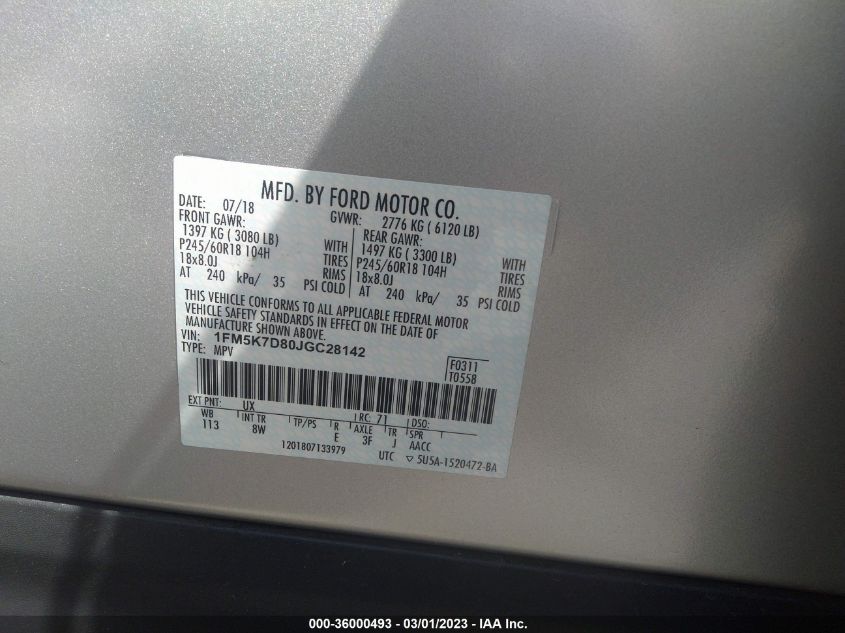 MFD. BY FORD MOTOR CO.
DATE: 07/18 GVWR: 2776 KG ( 6120 LB)
FRONT GAWR: REAR GAWR:
1397 KG ( 3080 LB) WITH 1497 KG ( 3300 LB) WITH
P245/60R18 104H TIRES P245/60R18 104H TIRES
18x8.0J RIMS 18x8.0J RIMS
AT 240 kPa/ 35 PSI COLD AT 240 kPa/ 35 PSI COLD
THIS VEHICLE CONFORMS TO ALL APPLICABLE FEDERAL MOTOR
VEHICLE SAFETY STANDARDS IN EFFECT ON THE DATE OF
MANUFACTURE SHOWN ABOVE.
VIN: 1FM5K7D80JGC28142
TYPE: MPV
F0311
T0558
EXT PNT: UX RC: 71 DSO:
WB INT TR TP/PS R AXLE TR SPR
113 8W E 3F J AACC
1201807133979 UTC ▽ 5U5A-1520472-BA
000-36000493 - 03/01/2023 - IAA Inc.